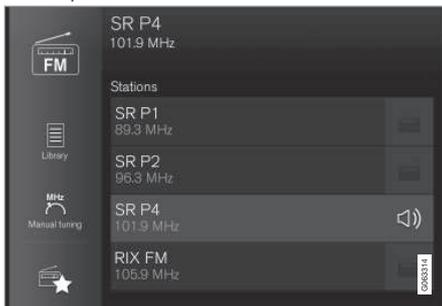 SR P4
101.9 MHz
FM
Stations
SR P1
89.3 MHz
Library
SR P2
96.3 MHz
MHz
Manual tuning
SR P4
101.9 MHz
RIX FM
105.9 MHz
G063314